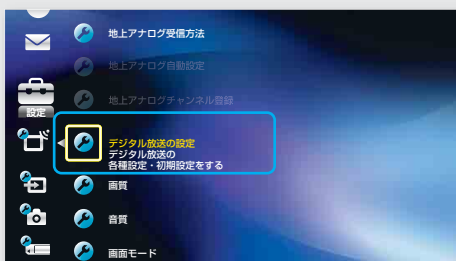 地上アナログ受信方法
地上アナログ自動設定
地上アナログチャンネル登録
設定
デジタル放送の設定
デジタル放送の
各種設定・初期設定をする
画質
音質
画面モード